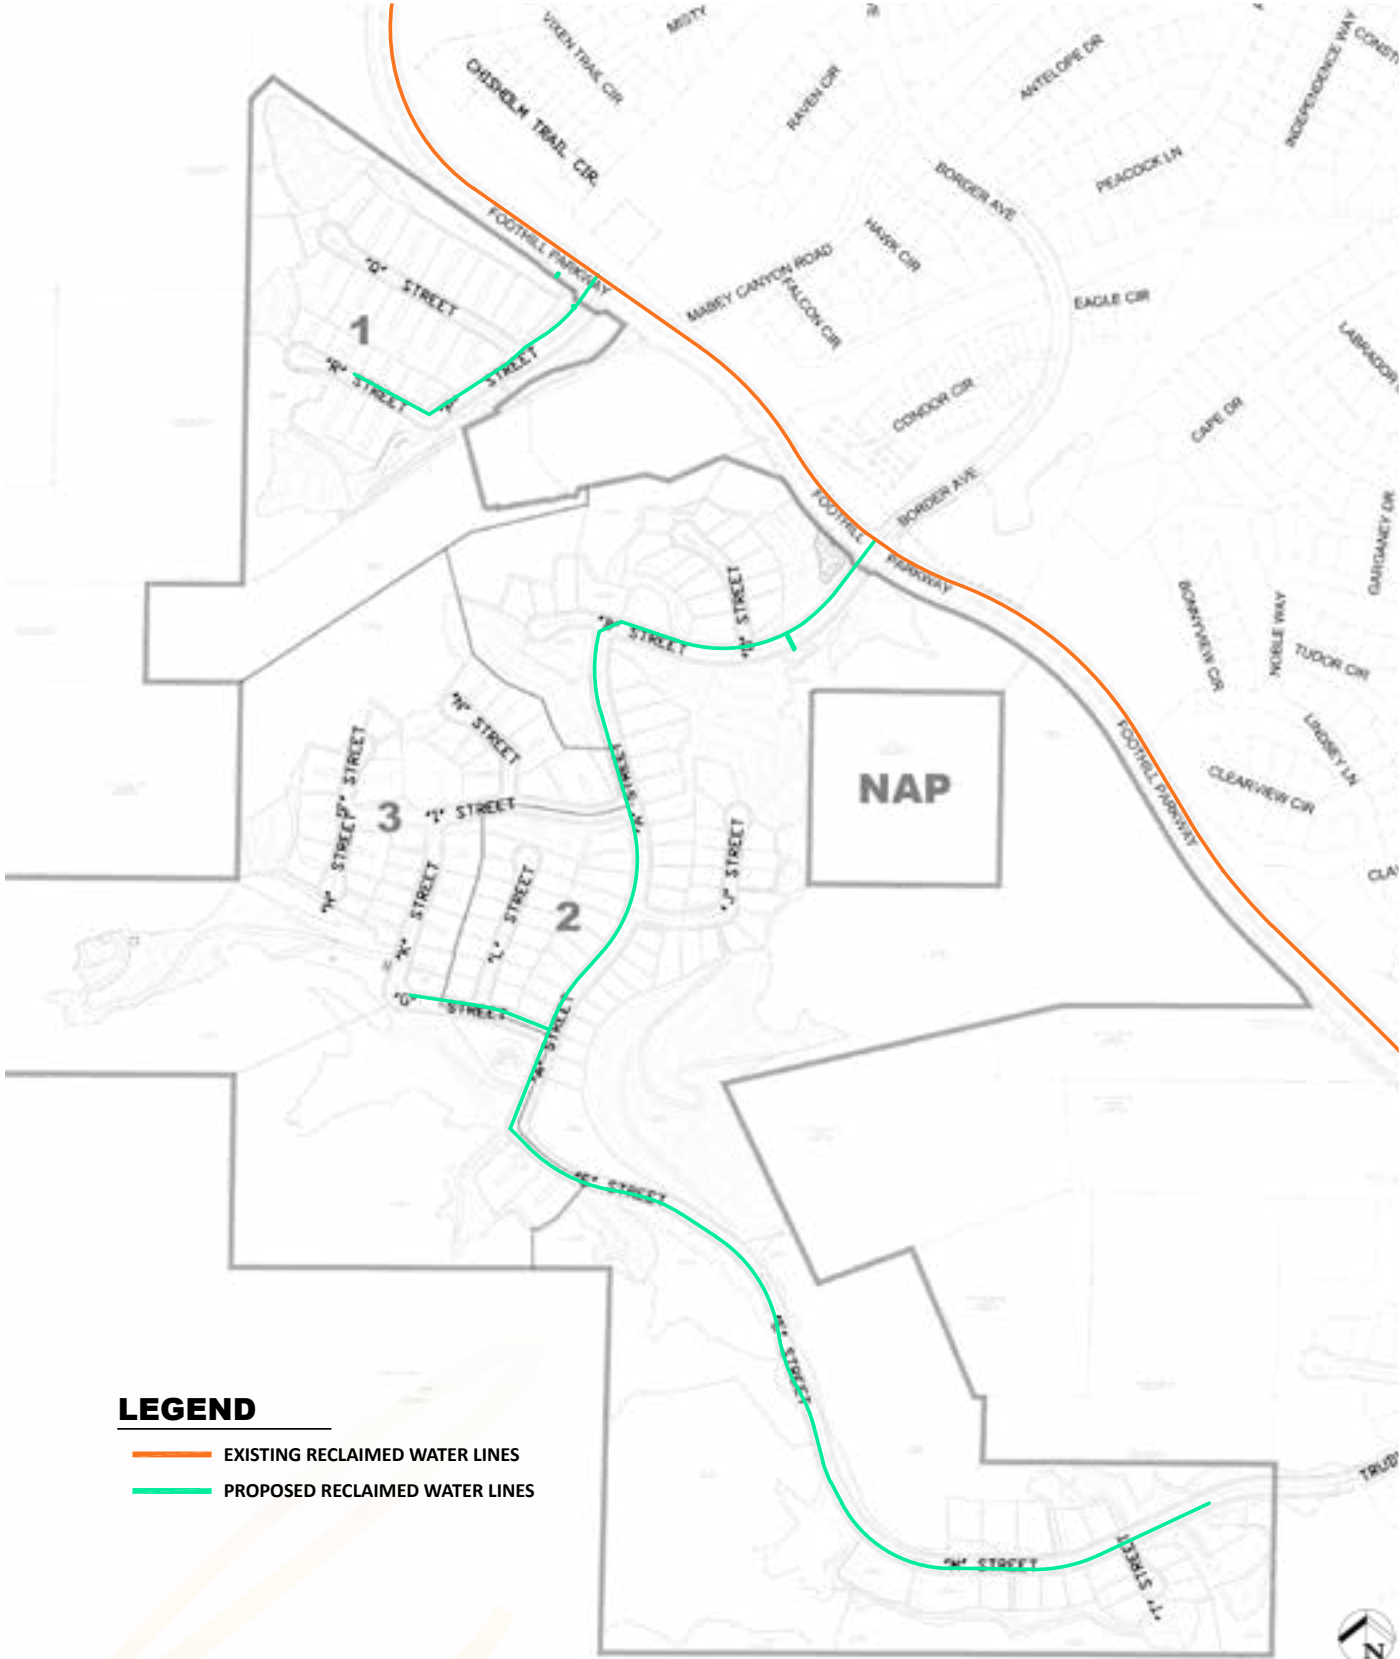 VIXEN TRAIL CIR
MISTY
CHISHOLM TRAIL CIR.
RAVEN CIR
ANTELOPE DR
INDEPENDENCE WAY
PEACOCK LN
BORDER AVE
FOOTHILL PARKWAY
HAWK CIR
MABEY CANYON ROAD
FALCON CIR
EAGLE CIR
"Q" STREET
1
"R" STREET
STREET
LABRADOR
CONDOR CIR
CAPE DR
BORDER AVE
FOOTHILL
PARKWAY
GARGANEY DR
STREET
STREET
BONNYVIEW CIR
NOBLE WAY
TUDOR CIR
"N" STREET
LINDSEY LN
FOOTHILL PARKWAY
CLEARVIEW CIR
NAP
STREET
"H" STREET
3
"I" STREET
"J" STREET
"K" STREET
"L" STREET
2
CLA
"G" STREET
"A" STREET
STREET
STREET
LEGEND
EXISTING RECLAIMED WATER LINES
PROPOSED RECLAIMED WATER LINES
TRUD
STREET
"T" STREET
N